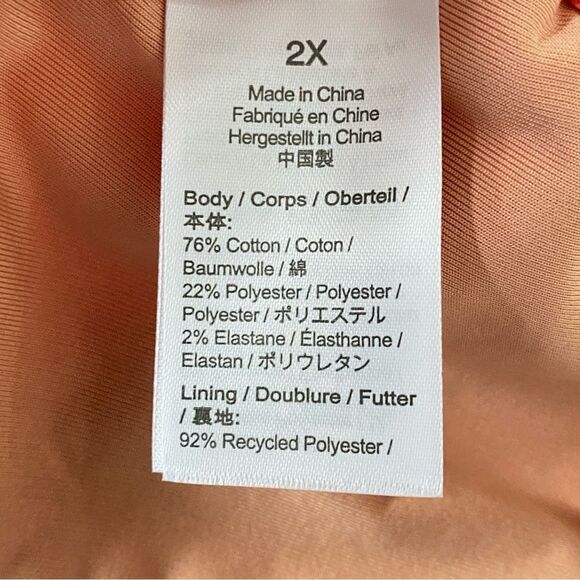 2X
Made in China
Fabriqué en Chine
Hergestellt in China
中国製
Body / Corps / Oberteil /
本体:
76% Cotton / Coton /
Baumwolle / 綿
22% Polyester / Polyester /
Polyester / ポリエステル
2% Elastane / Élasthanne /
Elastan / ポリウレタン
Lining / Doublure / Futter
/ 裏地:
92% Recycled Polyester /